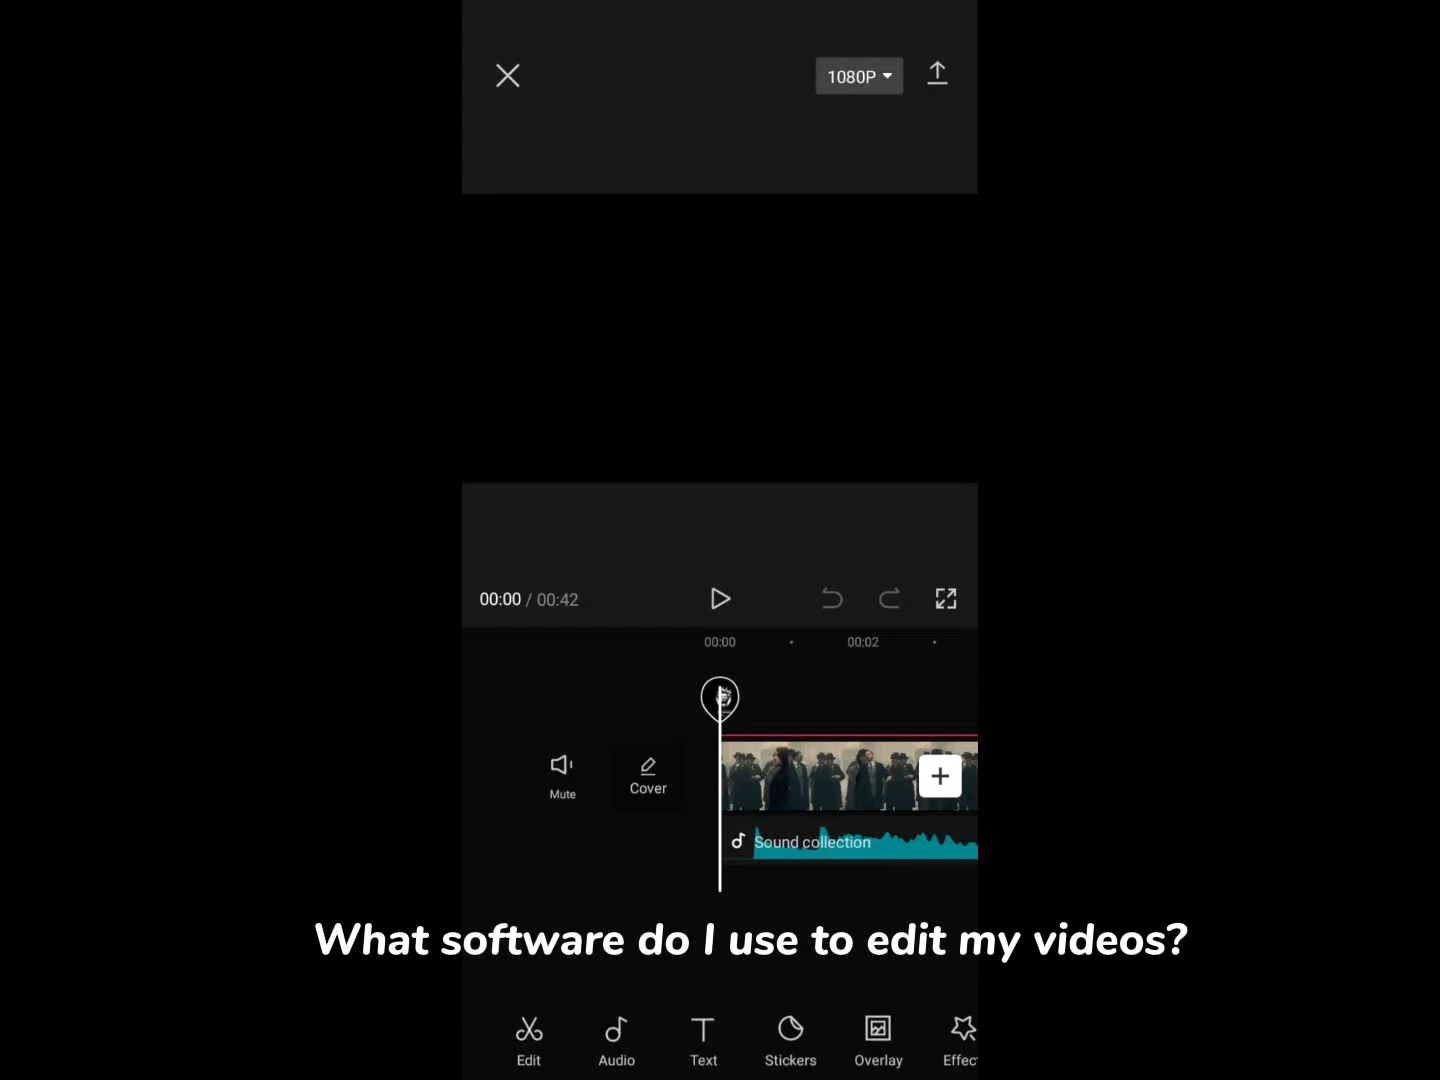 1080P
00:00 / 00:42
00:00 00:02
Mute
Cover
Sound collection
What software do I use to edit my videos?
Edit Audio Text Stickers Overlay Effec